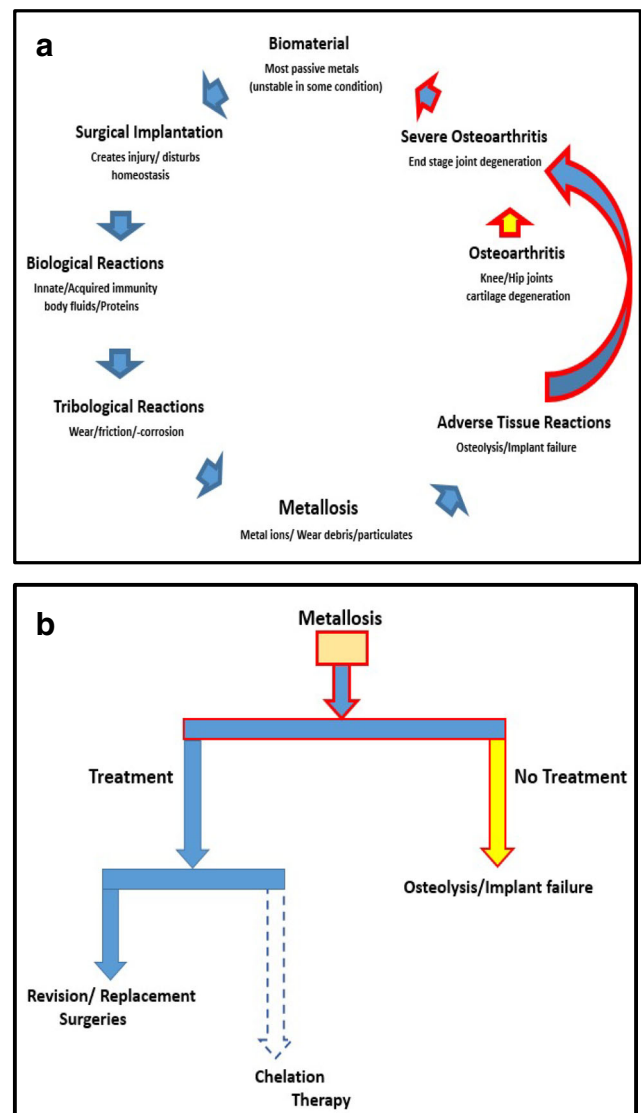 a
Biomaterial
Most passive metals
(unstable in some condition)
Surgical Implantation
Creates injury/ disturbs
homeostasis
Biological Reactions
Innate/Acquired immunity
body fluids/Proteins
Tribological Reactions
Wear/friction/-corrosion
Metallosis
Metal ions/ Wear debris/particulates
Adverse Tissue Reactions
Osteolysis/Implant failure
Osteoarthritis
Knee/Hip joints
cartilage degeneration
Severe Osteoarthritis
End stage joint degeneration
b
Metallosis
Treatment
No Treatment
Osteolysis/Implant failure
Revision/ Replacement
Surgeries
Chelation
Therapy